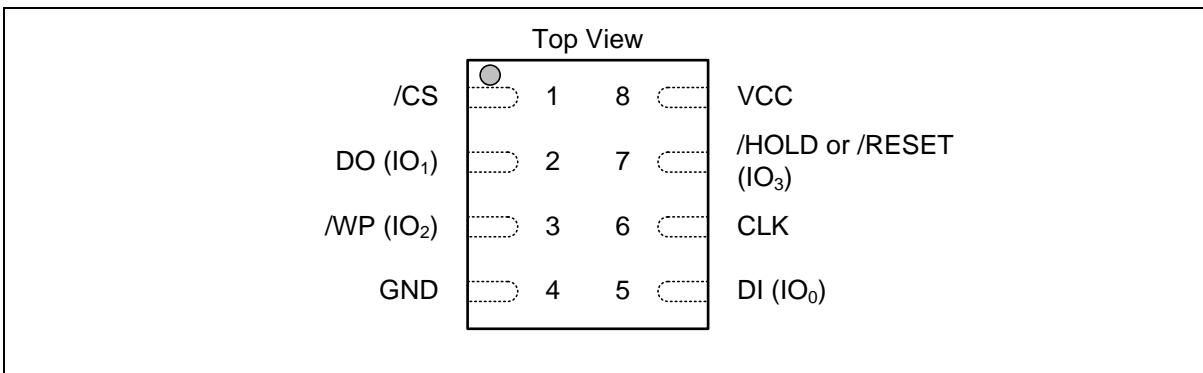 Top View
/CS 1 8 VCC
DO (IO₁) 2 7 /HOLD or /RESET
(IO₃)
/WP (IO₂) 3 6 CLK
GND 4 5 DI (IO₀)